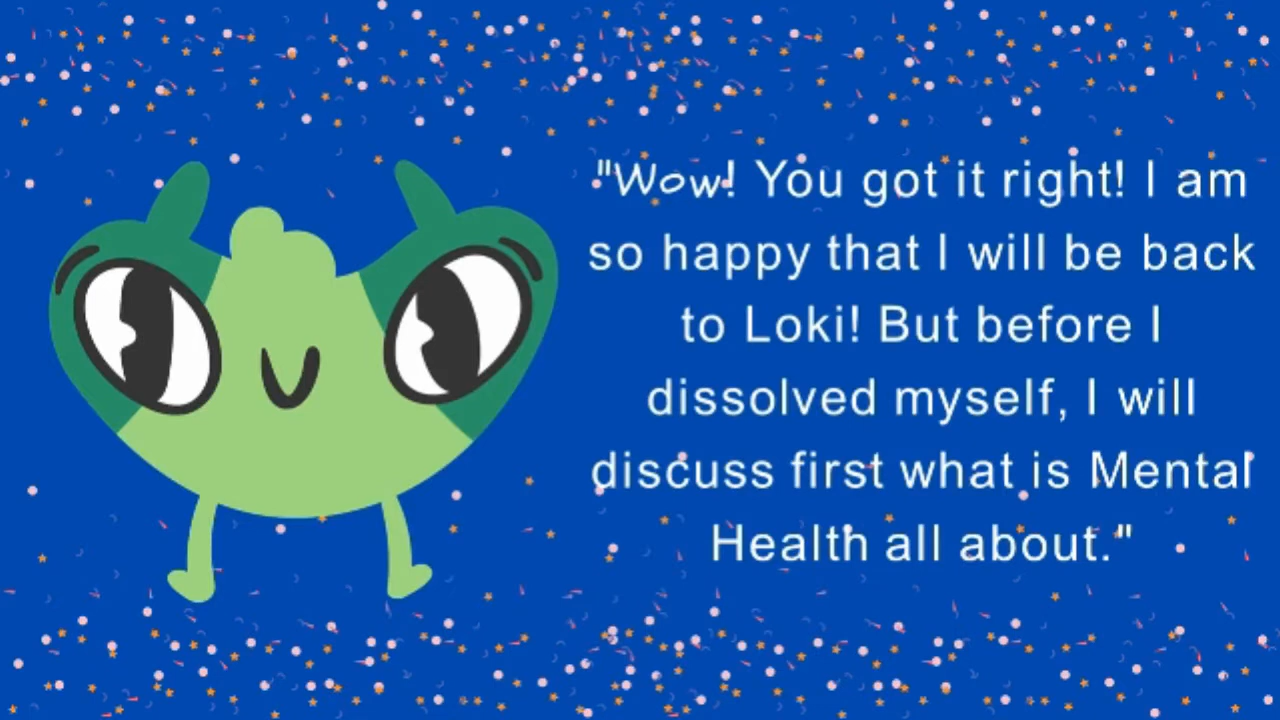 "Wow! You got it right! I am
so happy that I will be back
to Loki! But before I
dissolved myself, I will
discuss first what is Mental
Health all about."